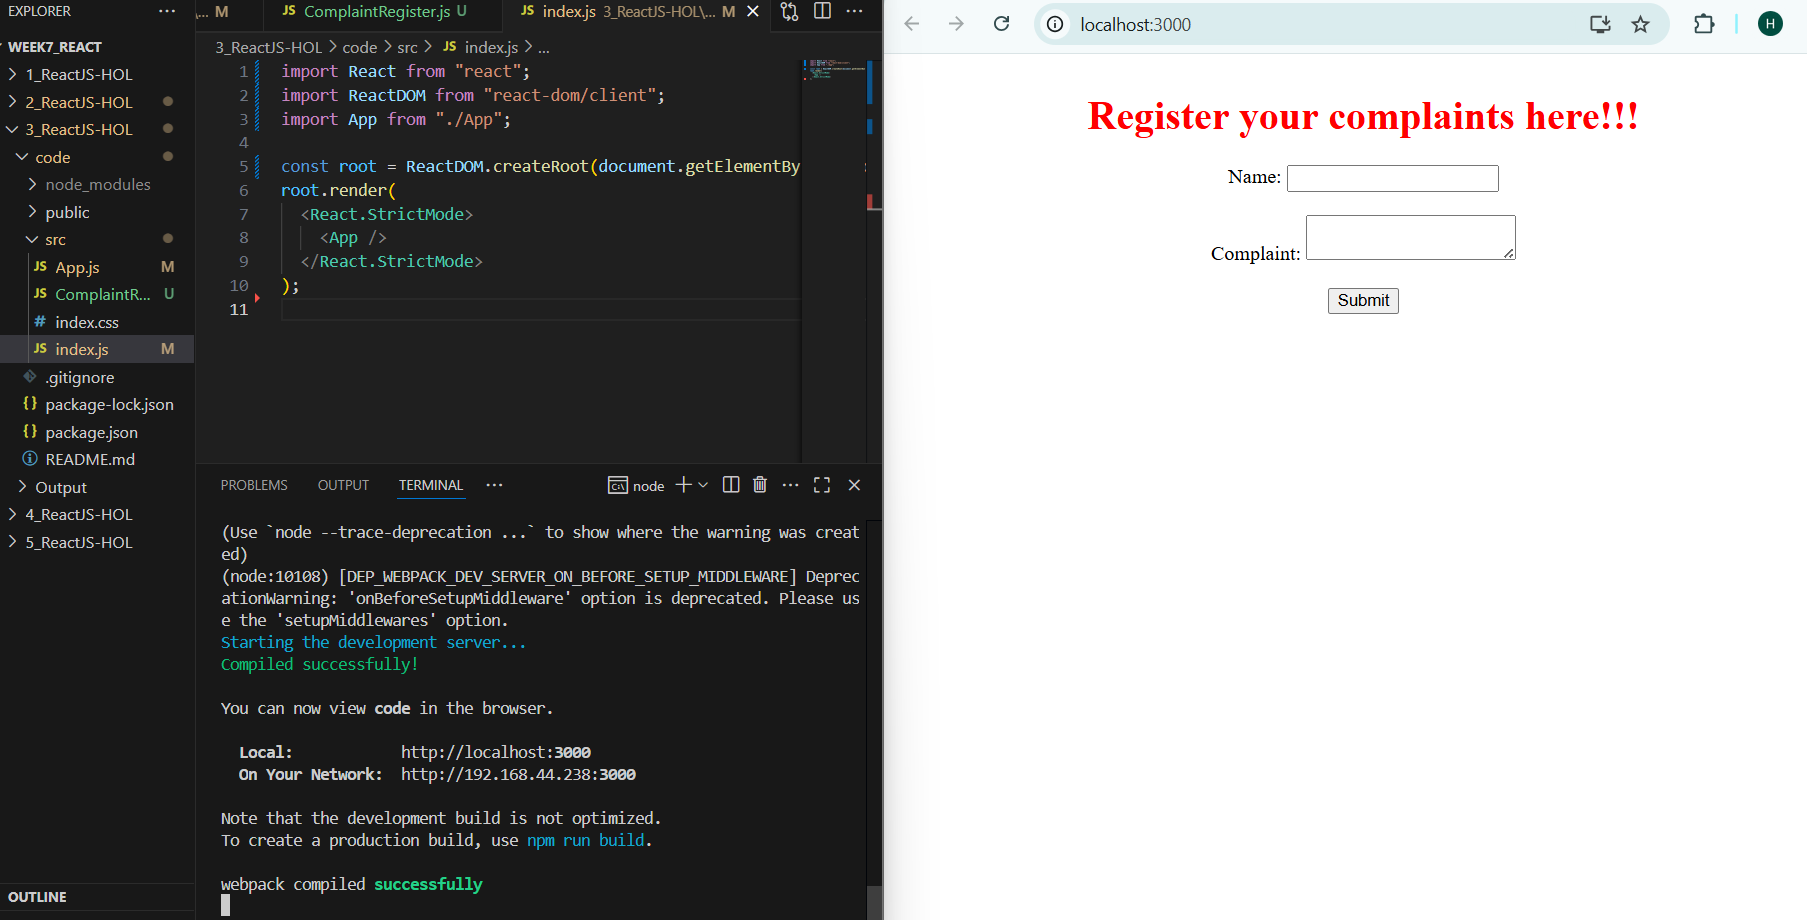 EXPLORER ···
WEEK7_REACT
1_ReactJS-HOL
2_ReactJS-HOL
3_ReactJS-HOL
code
node_modules
public
src
JS App.js M
JS ComplaintR... U
# index.css
JS index.js M
.gitignore
{} package-lock.json
{} package.json
README.md
Output
4_ReactJS-HOL
5_ReactJS-HOL
OUTLINE
\... M
JS ComplaintRegister.js U
JS index.js 3_ReactJS-HOL\... M
3_ReactJS-HOL > code > src > JS index.js > ...
1 import React from "react";
2 import ReactDOM from "react-dom/client";
3 import App from "./App";
4
5 const root = ReactDOM.createRoot(document.getElementBy
6 root.render(
7 <React.StrictMode>
8 <App />
9 </React.StrictMode>
10 );
11
PROBLEMS OUTPUT TERMINAL ··· node
(Use `node --trace-deprecation ...` to show where the warning was creat
ed)
(node:10108) [DEP_WEBPACK_DEV_SERVER_ON_BEFORE_SETUP_MIDDLEWARE] Deprec
ationWarning: 'onBeforeSetupMiddleware' option is deprecated. Please us
e the 'setupMiddlewares' option.
Starting the development server...
Compiled successfully!
You can now view code in the browser.
Local: http://localhost:3000
On Your Network: http://192.168.44.238:3000
Note that the development build is not optimized.
To create a production build, use npm run build.
webpack compiled successfully
localhost:3000
H
Register your complaints here!!!
Name:
Complaint:
Submit